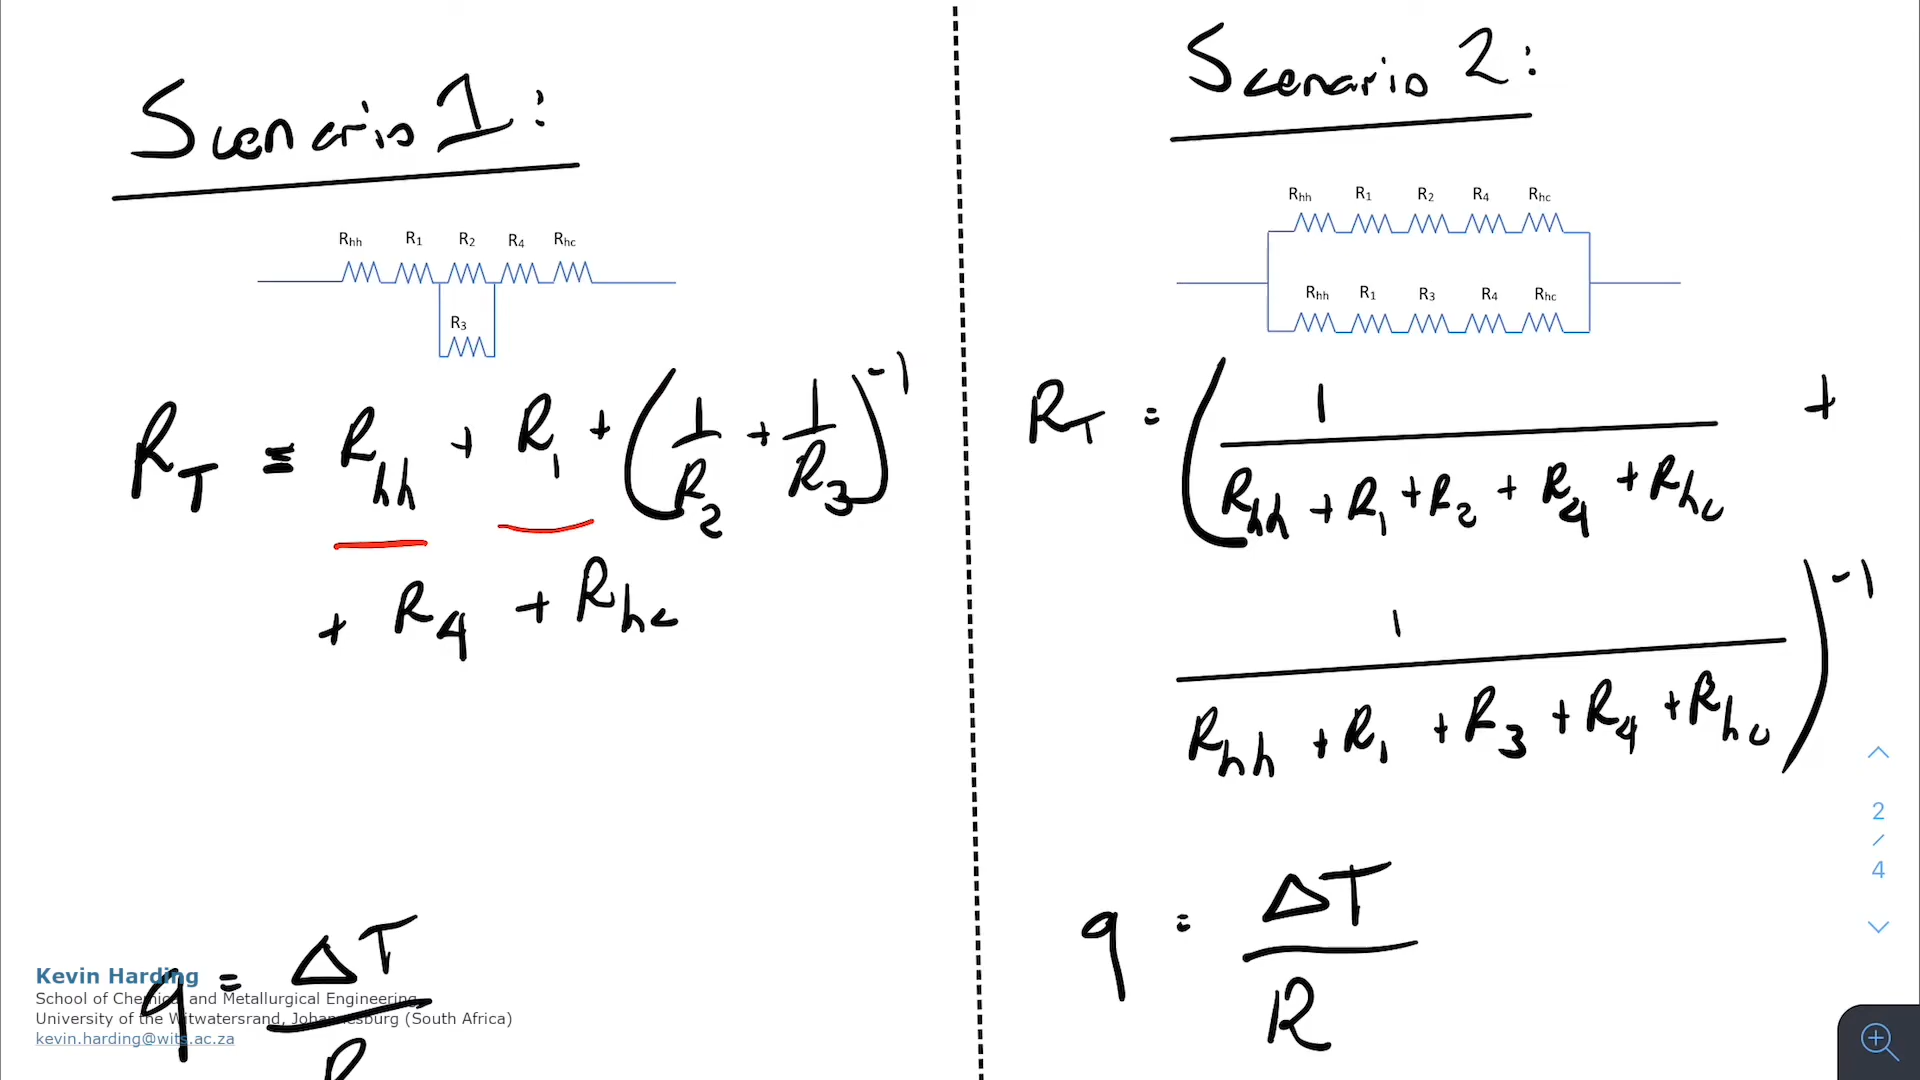 Scenario 1:
Rhh R1 R2 R4 Rhc
R3
RT = Rhh + R1 + (1/R2 + 1/R3)^-1
+ R4 + Rhc
q = ΔT/R
Kevin Harding
School of Chemical and Metallurgical Engineering
University of the Witwatersrand, Johannesburg (South Africa)
kevin.harding@wits.ac.za
Scenario 2:
Rhh R1 R2 R4 Rhc
Rhh R1 R3 R4 Rhc
RT = (1/(Rhh + R1 + R2 + R4 + Rhc) +
1/(Rhh + R1 + R3 + R4 + Rhc))^-1
q = ΔT/R
2
/
4